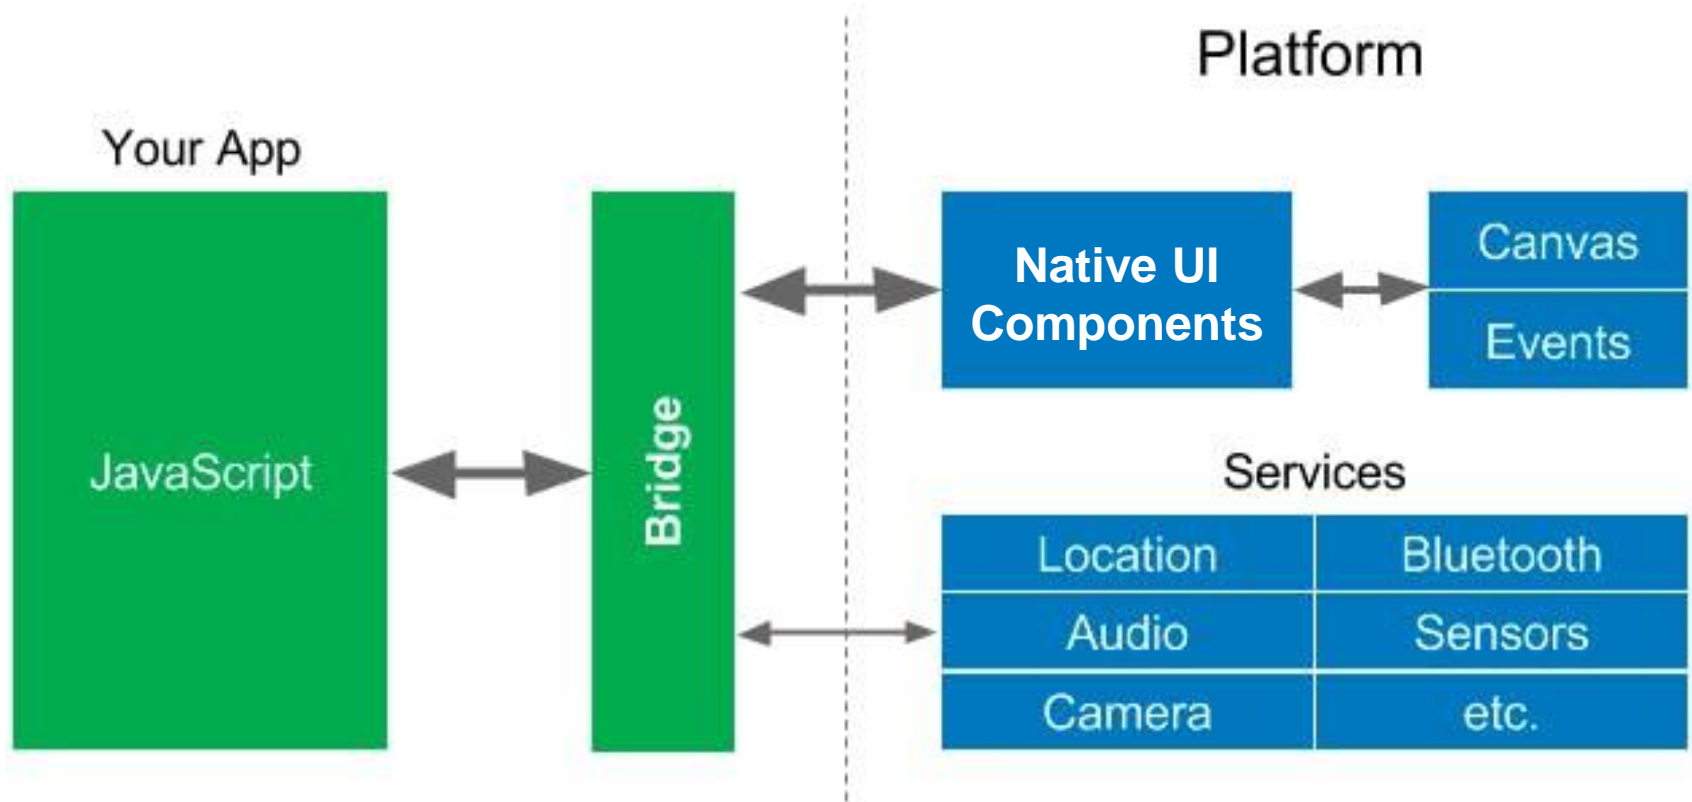 Platform
Your App
JavaScript
Bridge
Native UI
Components
Canvas
Events
Services
Location
Bluetooth
Audio
Sensors
Camera
etc.